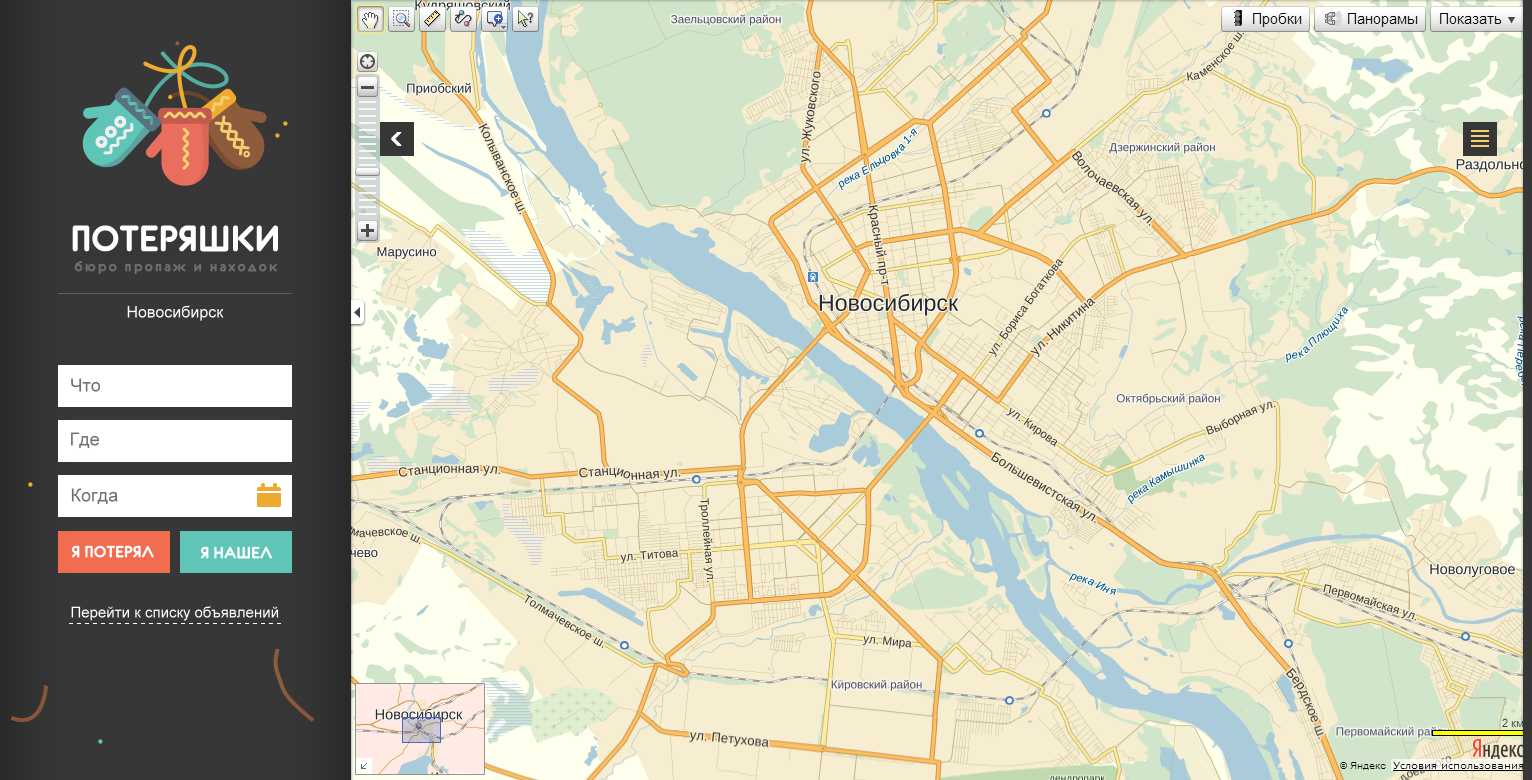 ПОТЕРЯШКИ
бюро пропаж и находок
Новосибирск
Что
Где
Когда
Я ПОТЕРЯЛ
Я НАШЕЛ
Перейти к списку объявлений
Кудряшовский
Заельцовский район
Пробки
Панорамы
Показать
Каменское ш.
Приобский
ул. Жуковского
Колыванское ш.
река Ельцовка 1-я
Дзержинский район
Волочаевская ул.
Раздольно
Красный пр-т
Марусино
ул. Бориса Богаткова
Новосибирск
ул. Никитина
река Плющиха
Октябрьский район
Выборная ул.
ул. Кирова
Станционная ул.
Станционная ул.
Большевистская ул.
река Камышинка
Троллейная ул.
мачевское ш.
чево
ул. Титова
река Иня
Новолуговое
Толмачевское ш.
Первомайская ул.
ул. Мира
Кировский район
Бердское ш.
Новосибирск
2 км
ул. Петухова
Первомайский рай
Яндекс
© Яндекс
Условия использования
дендропарк